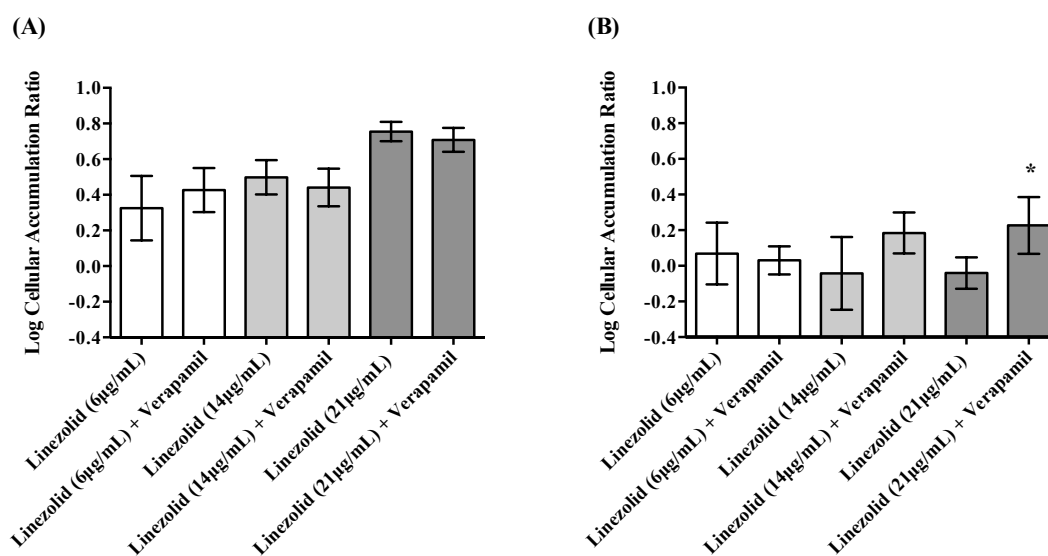 (A)
Log Cellular Accumulation Ratio
1.0
0.8
0.6
0.4
0.2
0.0
-0.2
-0.4
Linezolid (6µg/mL)
Linezolid (6µg/mL) + Verapamil
Linezolid (14µg/mL)
Linezolid (14µg/mL) + Verapamil
Linezolid (21µg/mL)
Linezolid (21µg/mL) + Verapamil
(B)
Log Cellular Accumulation Ratio
1.0
0.8
0.6
0.4
0.2
0.0
-0.2
-0.4
*
Linezolid (6µg/mL)
Linezolid (6µg/mL) + Verapamil
Linezolid (14µg/mL)
Linezolid (14µg/mL) + Verapamil
Linezolid (21µg/mL)
Linezolid (21µg/mL) + Verapamil